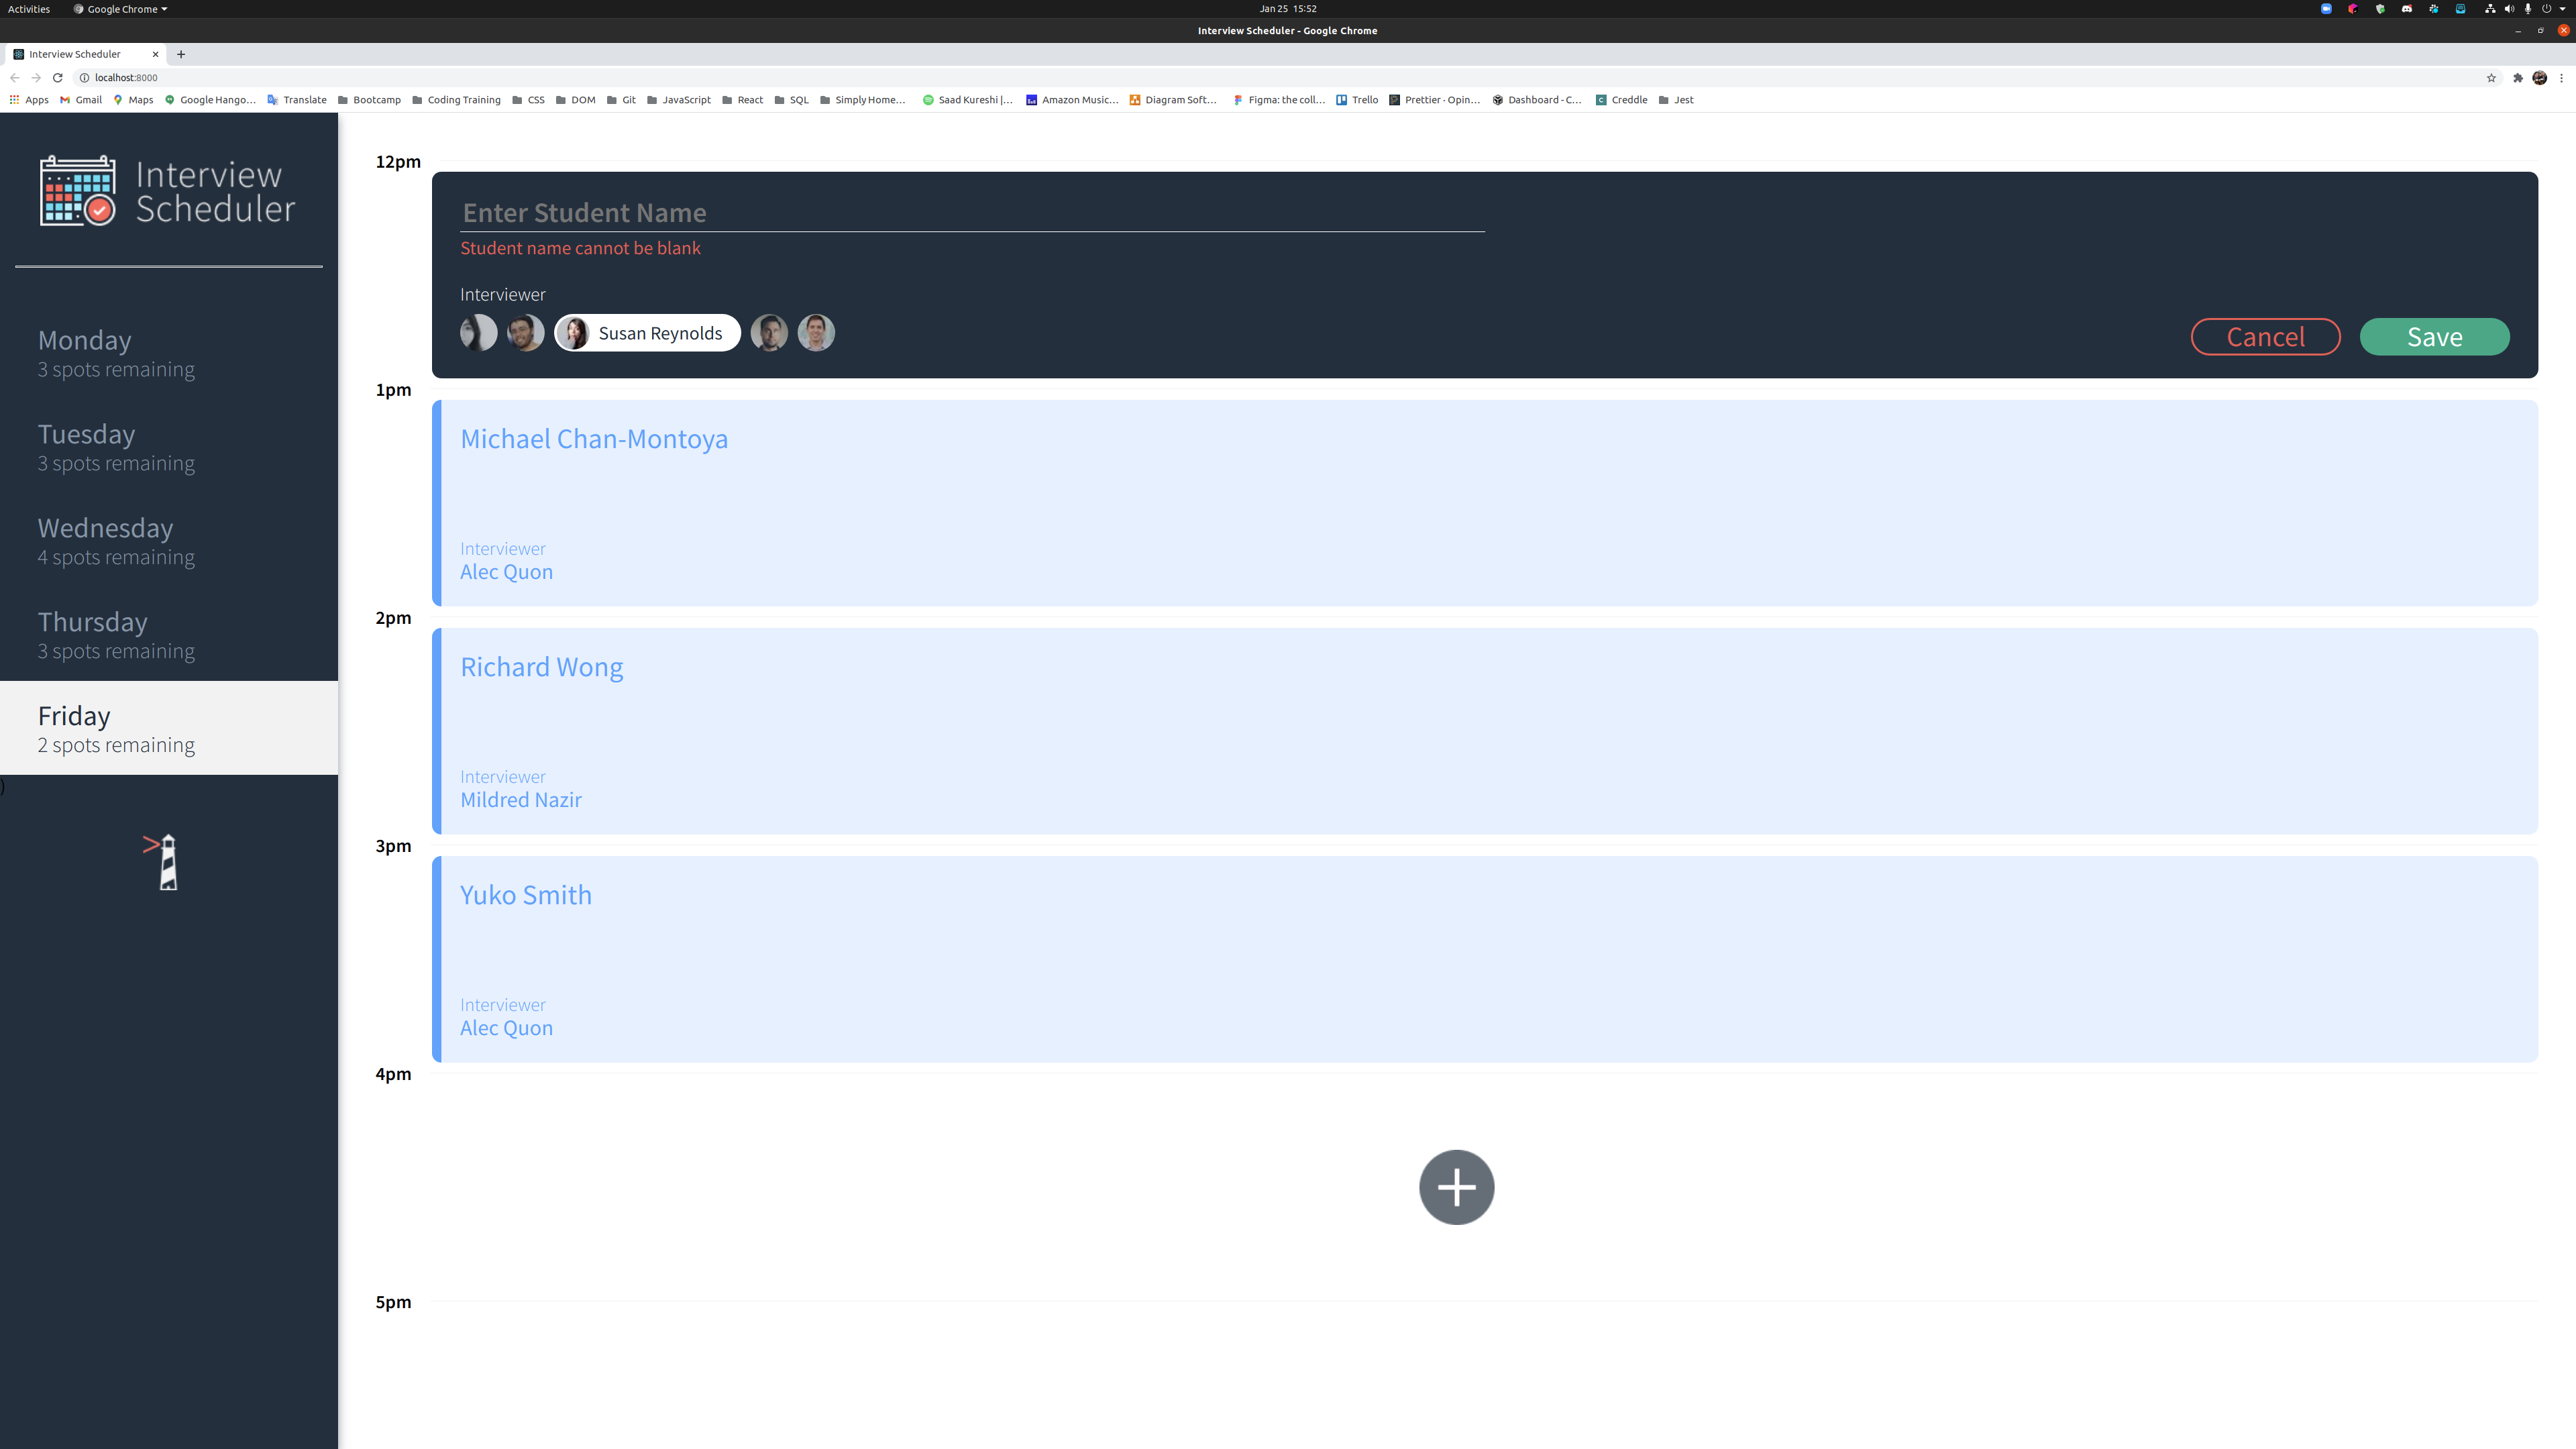 Activities Google Chrome Jan 25 15:52
Interview Scheduler - Google Chrome
Interview Scheduler
localhost:8000
Apps Gmail Maps Google Hango… Translate Bootcamp Coding Training CSS DOM Git JavaScript React SQL Simply Home… Saad Kureshi |… Amazon Music… Diagram Soft… Figma: the coll… Trello Prettier · Opin… Dashboard - C… Creddle Jest
Interview
Scheduler
Monday
3 spots remaining
Tuesday
3 spots remaining
Wednesday
4 spots remaining
Thursday
3 spots remaining
Friday
2 spots remaining
)
12pm
Enter Student Name
Student name cannot be blank
Interviewer
Susan Reynolds
Cancel Save
1pm
Michael Chan-Montoya
Interviewer
Alec Quon
2pm
Richard Wong
Interviewer
Mildred Nazir
3pm
Yuko Smith
Interviewer
Alec Quon
4pm
5pm